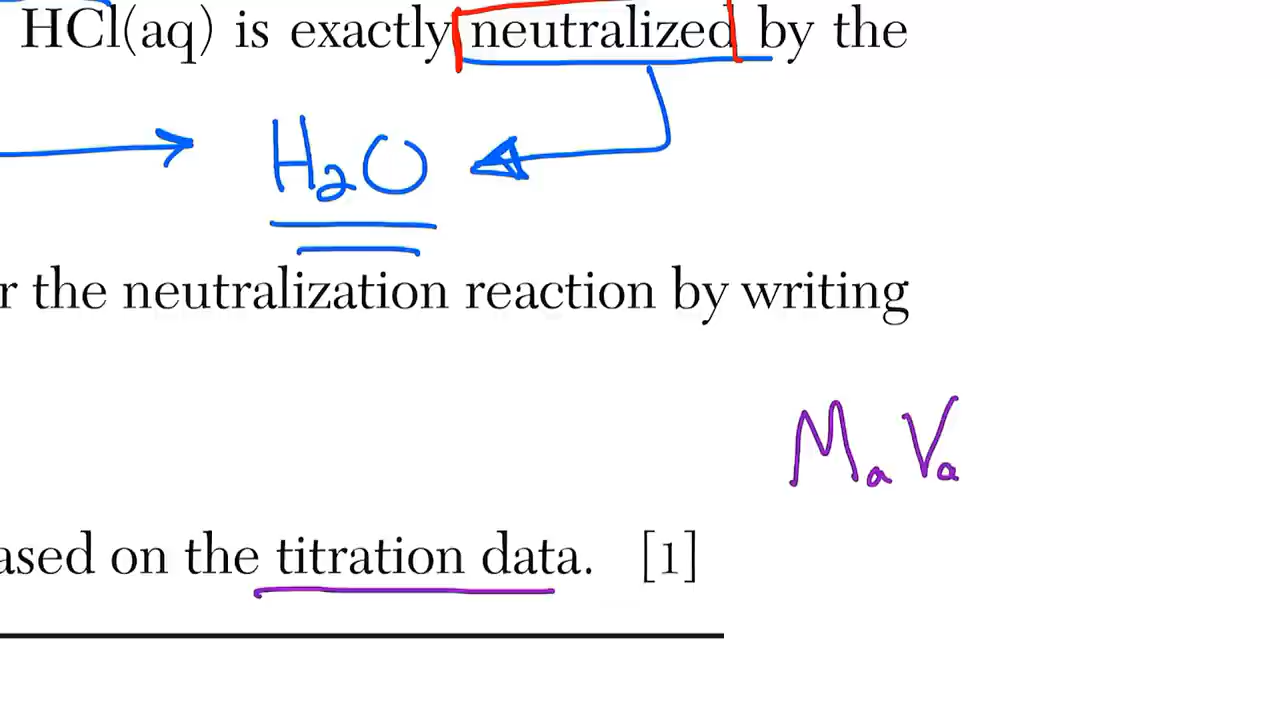 HCl(aq) is exactly neutralized by the
H₂O
r the neutralization reaction by writing
MₐVₐ
ased on the titration data. [1]